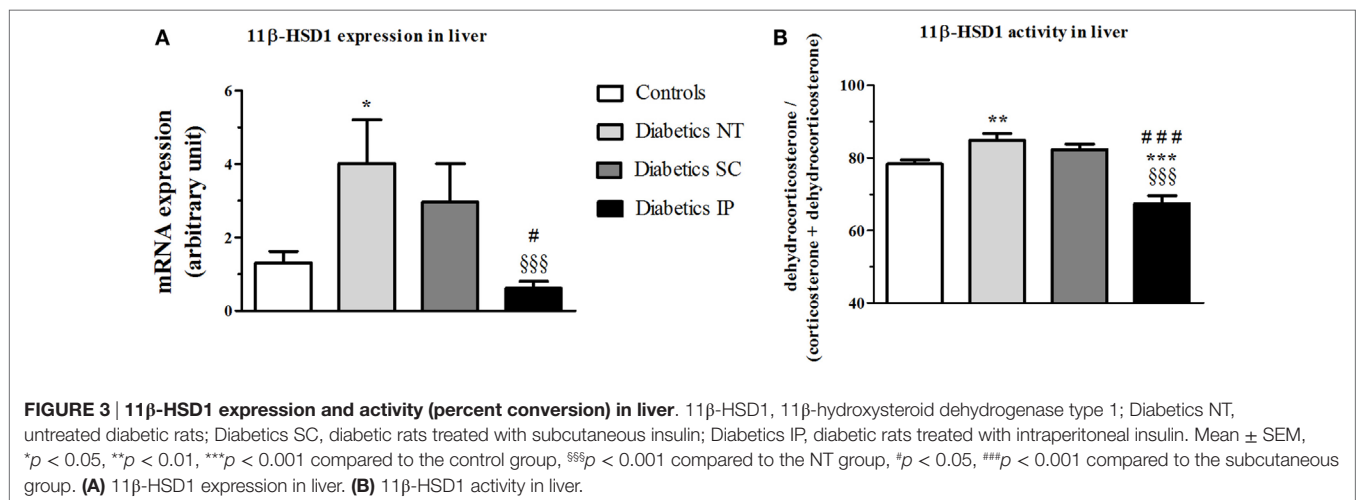 A
11β-HSD1 expression in liver
mRNA expression
(arbitrary unit)
6
4
2
0
*
#
§§§
Controls
Diabetics NT
Diabetics SC
Diabetics IP
B
11β-HSD1 activity in liver
dehydrocorticosterone /
(corticosterone + dehydrocorticosterone)
100
80
60
40
**
###
***
§§§
FIGURE 3 | 11β-HSD1 expression and activity (percent conversion) in liver. 11β-HSD1, 11β-hydroxysteroid dehydrogenase type 1; Diabetics NT,
untreated diabetic rats; Diabetics SC, diabetic rats treated with subcutaneous insulin; Diabetics IP, diabetic rats treated with intraperitoneal insulin. Mean ± SEM,
*p < 0.05, **p < 0.01, ***p < 0.001 compared to the control group, §§§p < 0.001 compared to the NT group, #p < 0.05, ###p < 0.001 compared to the subcutaneous
group. (A) 11β-HSD1 expression in liver. (B) 11β-HSD1 activity in liver.